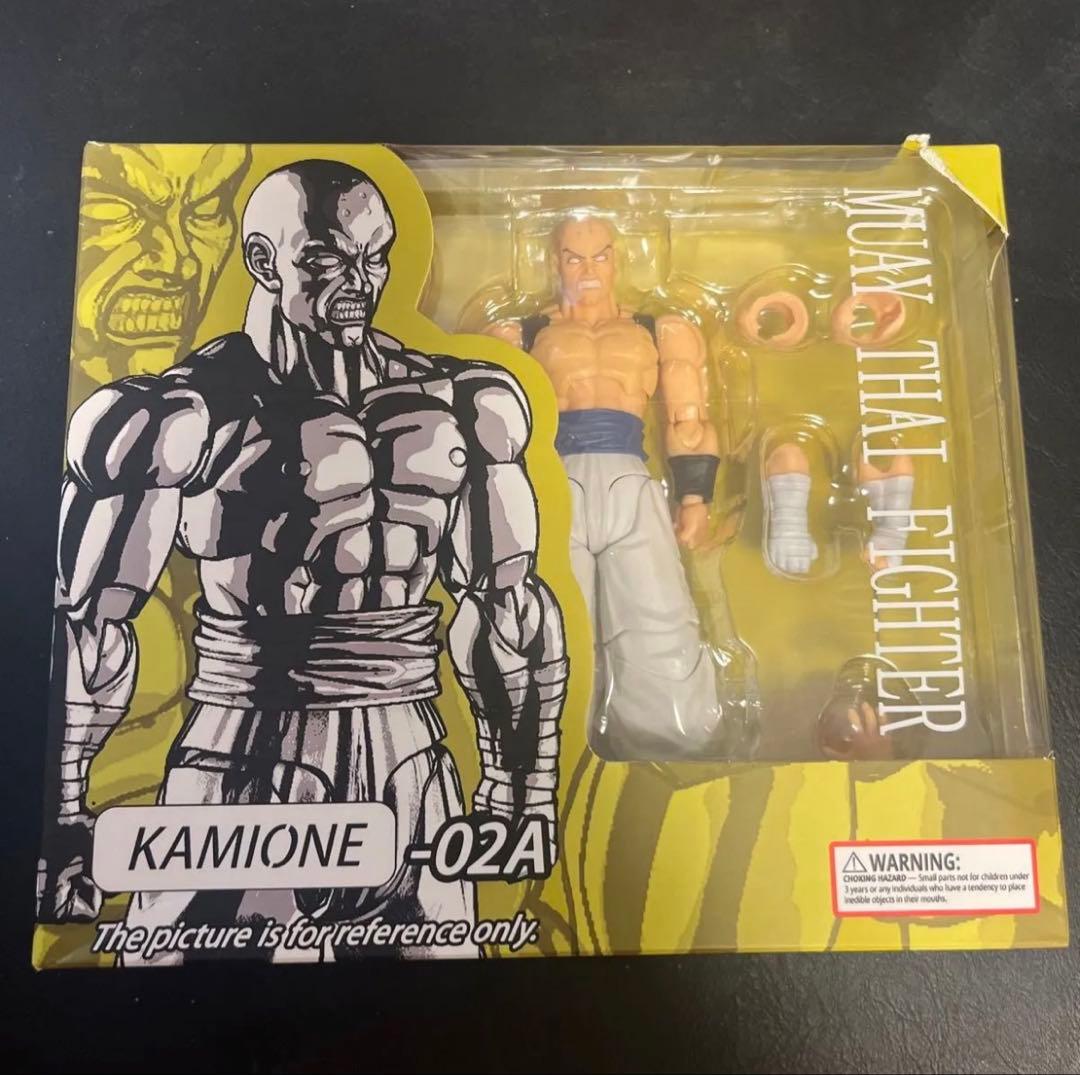 MUAY THAI FIGHTER
KAMIONE
-02A
The picture is for reference only.
⚠ WARNING:
CHOKING HAZARD — Small parts not for children under
3 years or any individuals who have a tendency to place
inedible objects in their mouths.